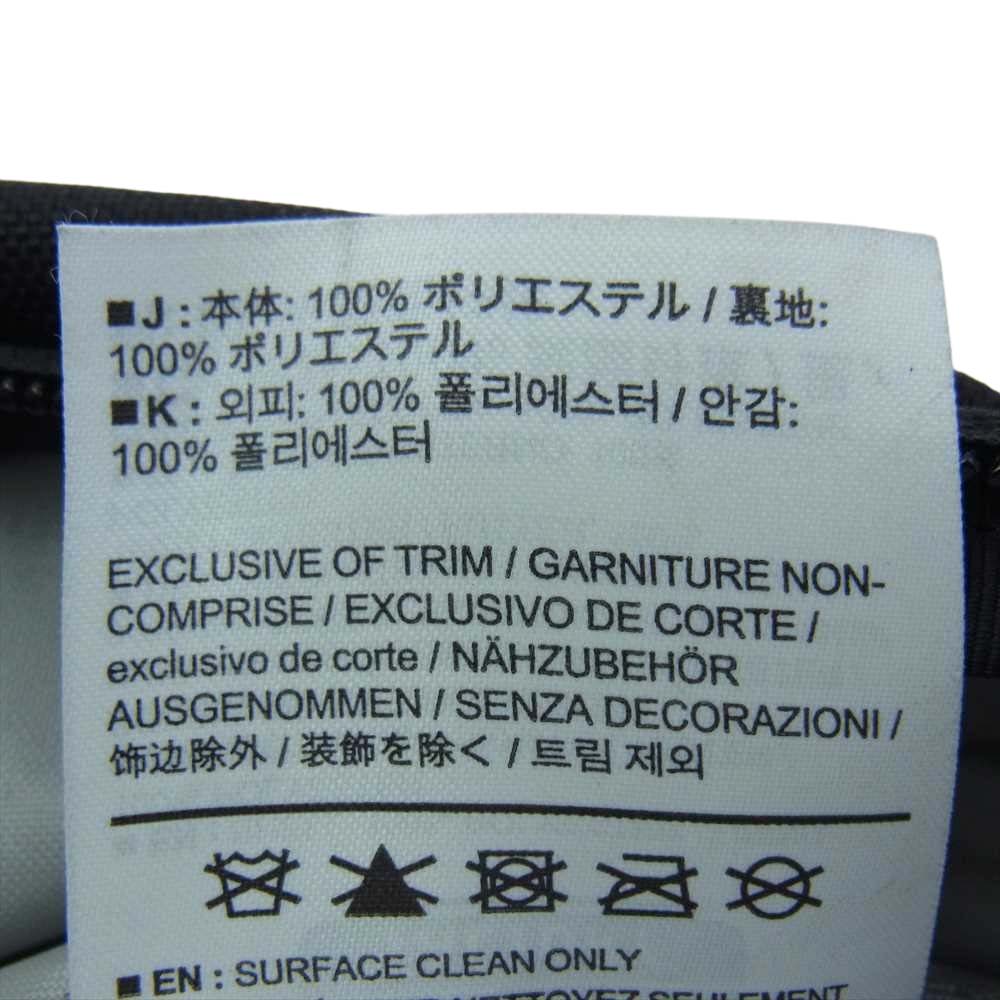 ■J : 本体: 100% ポリエステル / 裏地:
100% ポリエステル
■K : 외피: 100% 폴리에스터 / 안감:
100% 폴리에스터
EXCLUSIVE OF TRIM / GARNITURE NON-
COMPRISE / EXCLUSIVO DE CORTE /
exclusivo de corte / NÄHZUBEHÖR
AUSGENOMMEN / SENZA DECORAZIONI /
饰边除外 / 装飾を除く / 트림 제외
■EN : SURFACE CLEAN ONLY
NETTOYEZ SEULEMENT